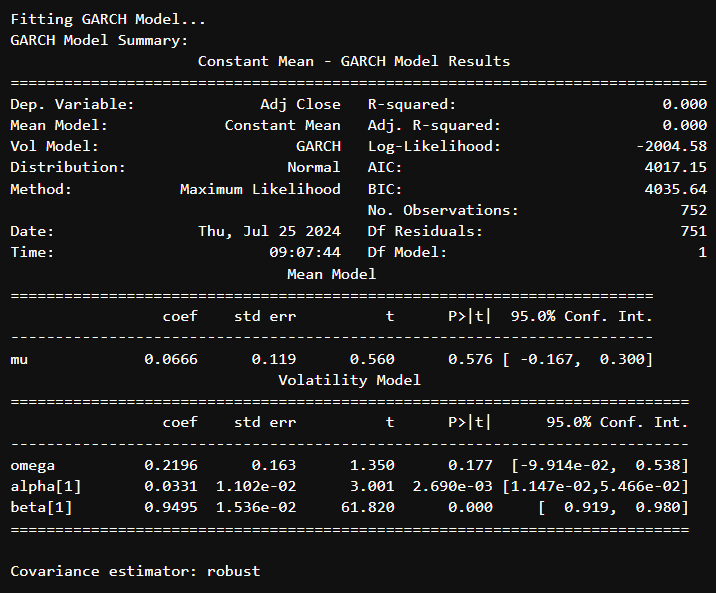 Fitting GARCH Model...
GARCH Model Summary:
                     Constant Mean - GARCH Model Results
==============================================================================
Dep. Variable:              Adj Close   R-squared:                       0.000
Mean Model:             Constant Mean   Adj. R-squared:                  0.000
Vol Model:                      GARCH   Log-Likelihood:               -2004.58
Distribution:                  Normal   AIC:                           4017.15
Method:            Maximum Likelihood   BIC:                           4035.64
                                        No. Observations:                  752
Date:                Thu, Jul 25 2024   Df Residuals:                      751
Time:                        09:07:44   Df Model:                            1
                               Mean Model
========================================================================
                 coef    std err          t      P>|t|  95.0% Conf. Int.
------------------------------------------------------------------------
mu             0.0666      0.119      0.560      0.576 [ -0.167,  0.300]
                              Volatility Model
============================================================================
                 coef    std err          t      P>|t|      95.0% Conf. Int.
----------------------------------------------------------------------------
omega          0.2196      0.163      1.350      0.177  [-9.914e-02,  0.538]
alpha[1]       0.0331  1.102e-02      3.001  2.690e-03 [1.147e-02,5.466e-02]
beta[1]        0.9495  1.536e-02     61.820      0.000     [  0.919,  0.980]
============================================================================

Covariance estimator: robust